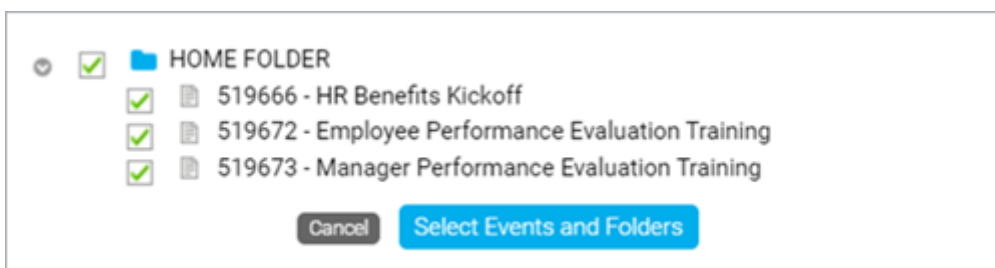 HOME FOLDER
519666 - HR Benefits Kickoff
519672 - Employee Performance Evaluation Training
519673 - Manager Performance Evaluation Training
Cancel Select Events and Folders